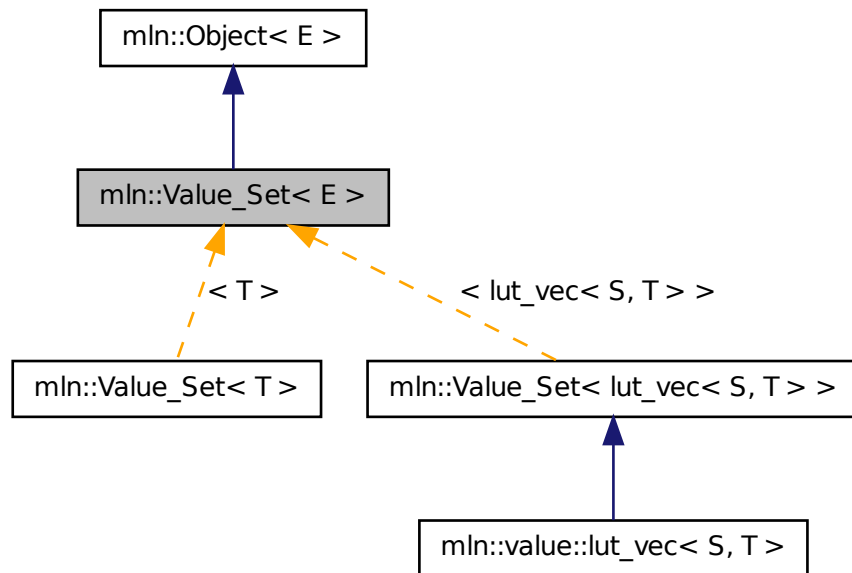 mln::Object< E >
mln::Value_Set< E >
< T >
< lut_vec< S, T > >
mln::Value_Set< T >
mln::Value_Set< lut_vec< S, T > >
mln::value::lut_vec< S, T >